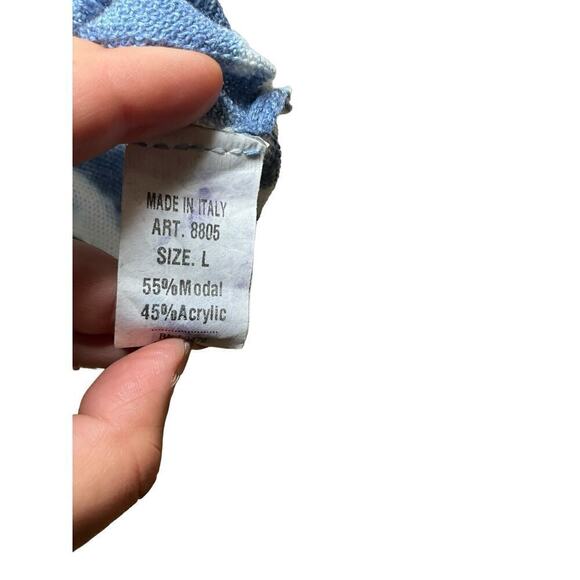 MADE IN ITALY
ART. 8805
SIZE. L
55%Modal
45%Acrylic